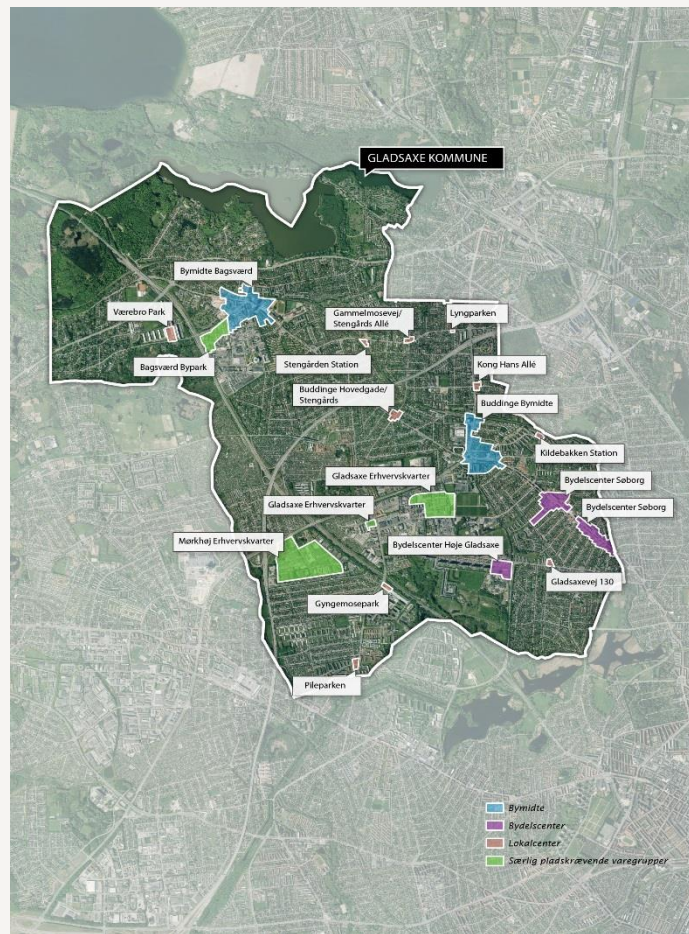 GLADSAXE KOMMUNE
Bymidte Bagsværd
Værebro Park
Gammelmosevej/
Stengårds Allé
Lyngparken
Bagsværd Bypark
Stengården Station
Kong Hans Allé
Buddinge Hovedgade/
Stengårds
Buddinge Bymidte
Kildebakken Station
Gladsaxe Erhvervskvarter
Bydelscenter Søborg
Gladsaxe Erhvervskvarter
Bydelscenter Søborg
Mørkhøj Erhvervskvarter
Bydelscenter Høje Gladsaxe
Gladsaxevej 130
Gyngemosepark
Pileparken
Bymidte
Bydelscenter
Lokalcenter
Særlig pladskrævende varegrupper